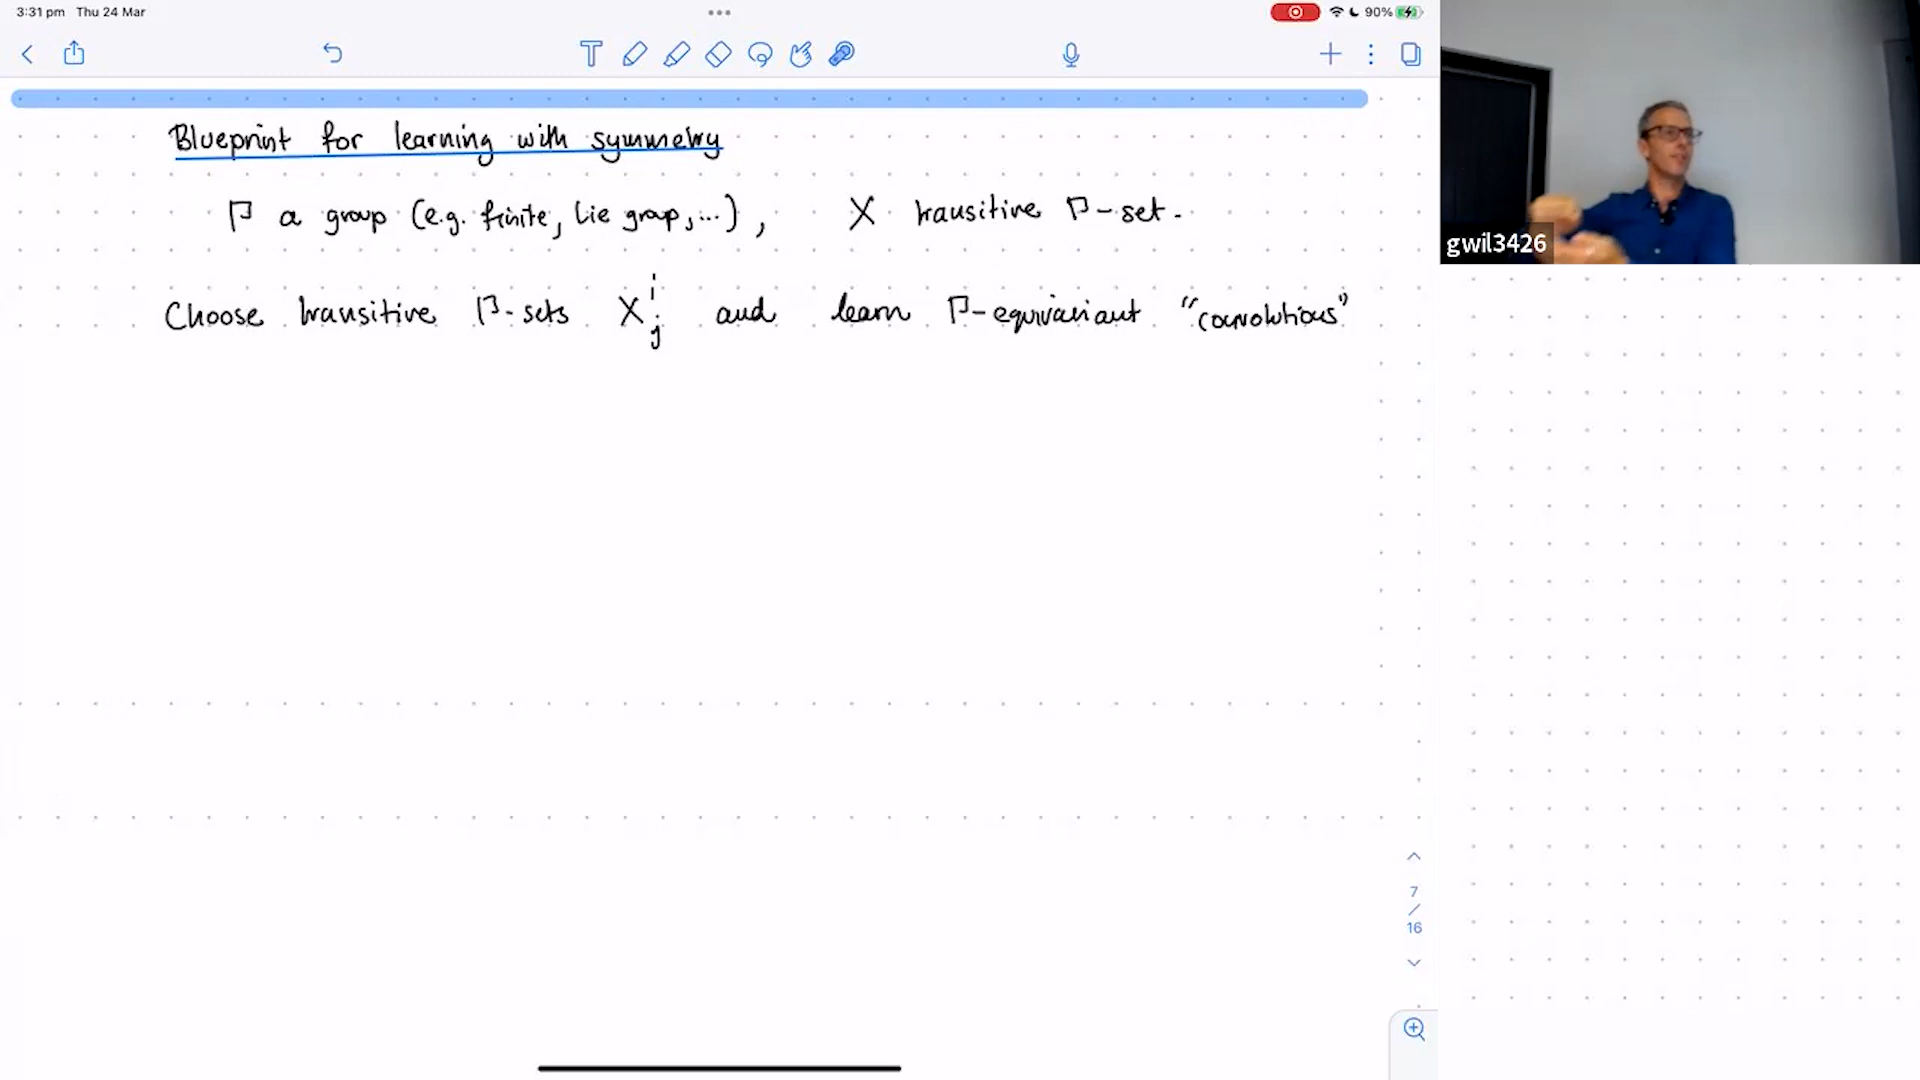 3:31 pm Thu 24 Mar
90%
Blueprint for learning with symmetry
Γ a group (e.g. finite, Lie group, ...), X transitive Γ-set.
Choose transitive Γ-sets X_j^i and learn Γ-equivariant "convolutions"
gwil3426
7
/
16